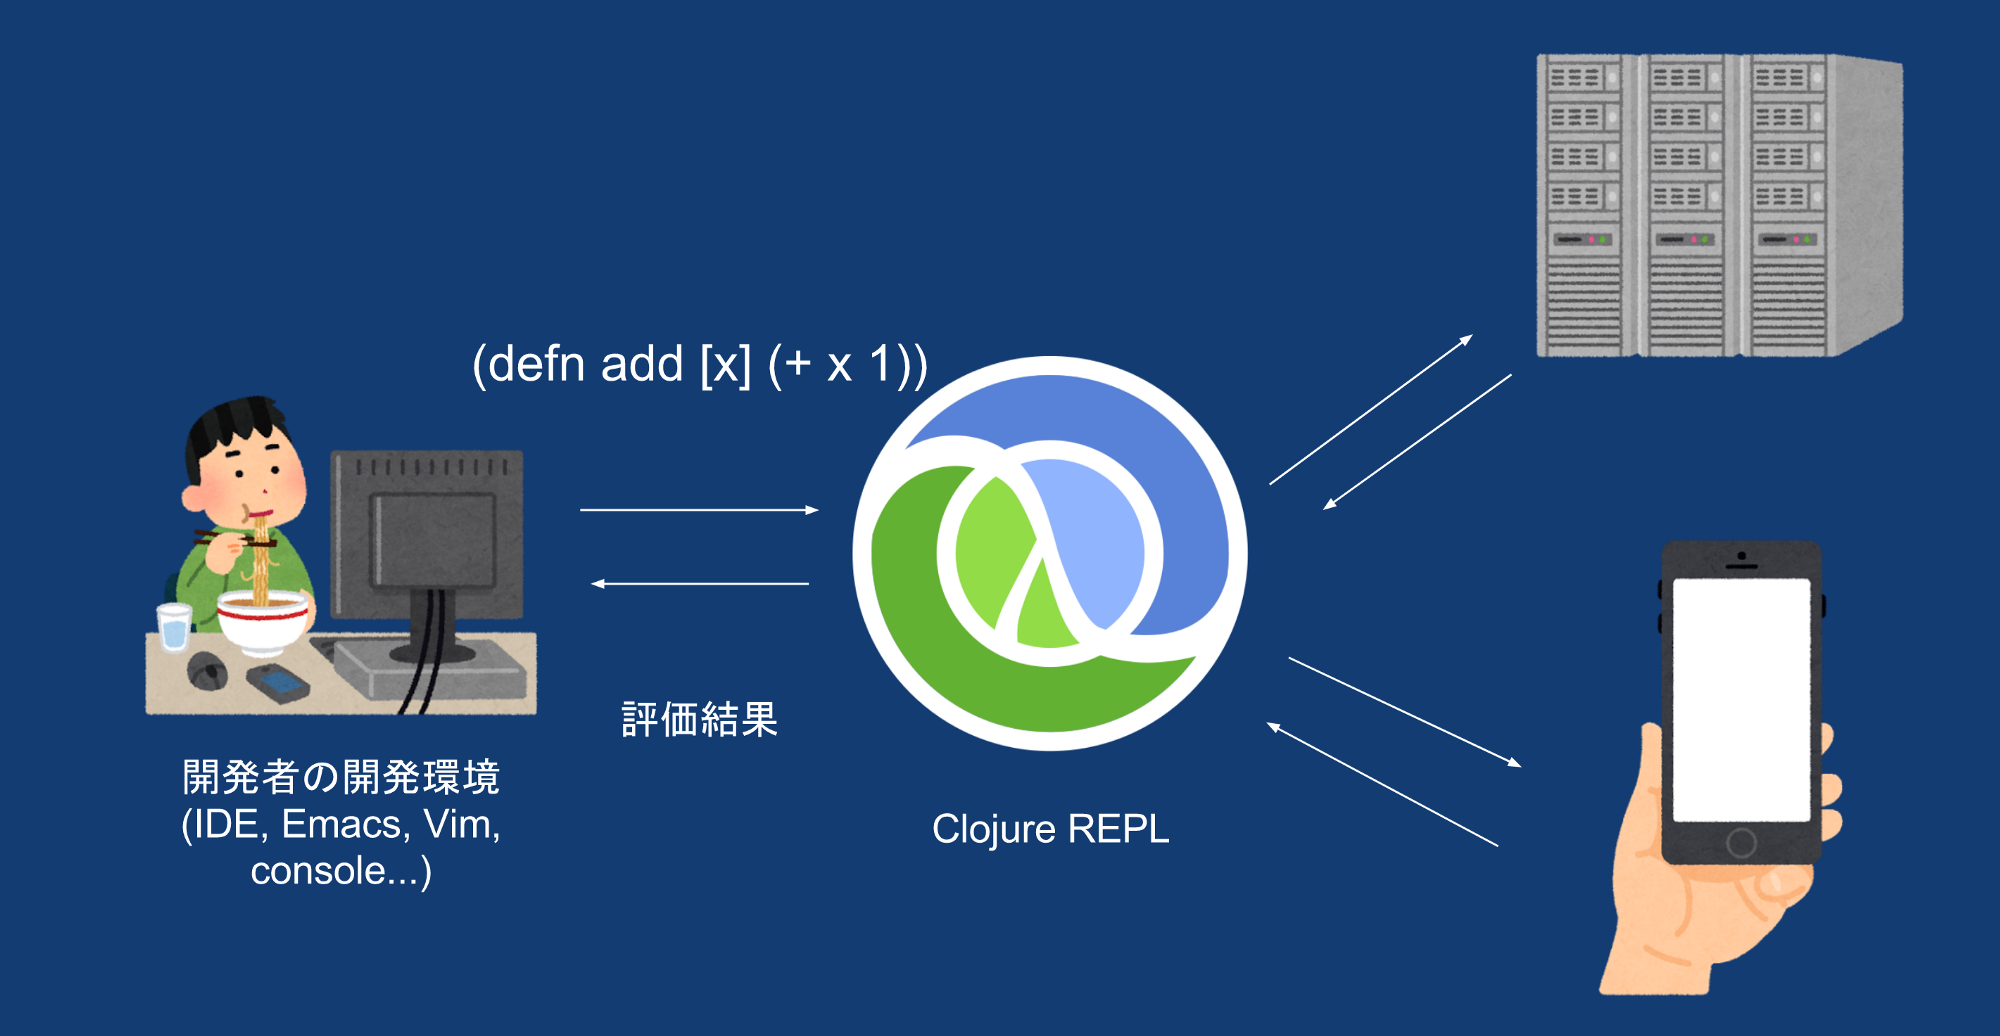 (defn add [x] (+ x 1))
評価結果
開発者の開発環境
(IDE, Emacs, Vim,
console...)
Clojure REPL